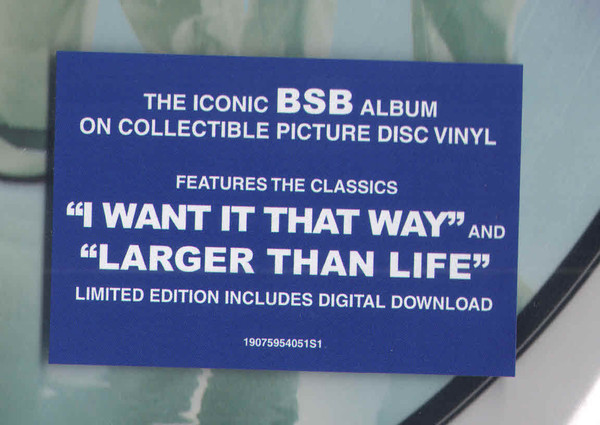 THE ICONIC BSB ALBUM
ON COLLECTIBLE PICTURE DISC VINYL
FEATURES THE CLASSICS
“I WANT IT THAT WAY” AND
“LARGER THAN LIFE”
LIMITED EDITION INCLUDES DIGITAL DOWNLOAD
19075954051S1